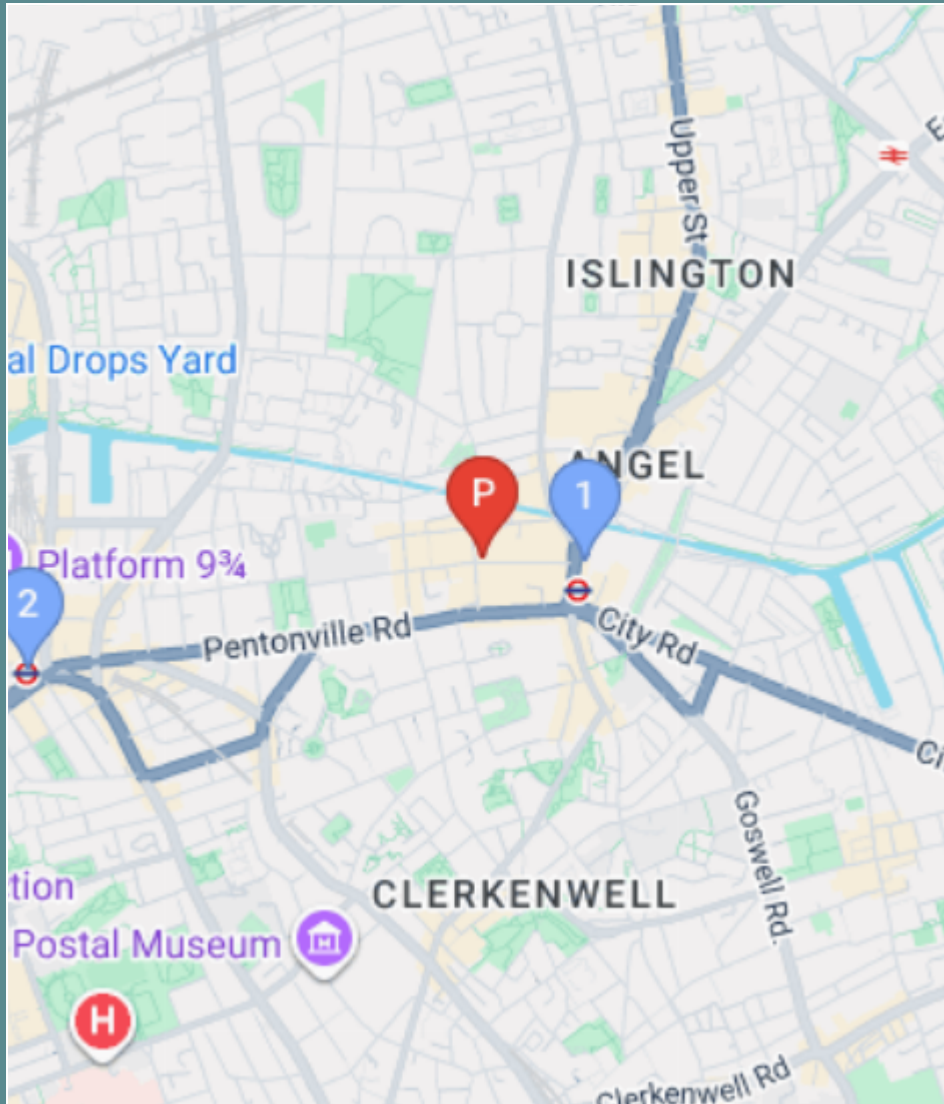 Upper St
ISLINGTON
al Drops Yard
ANGEL
P
1
Platform 9¾
2
Pentonville Rd
City Rd
Ci
Goswell Rd.
tion
CLERKENWELL
Postal Museum
H
Clerkenwell Rd
E